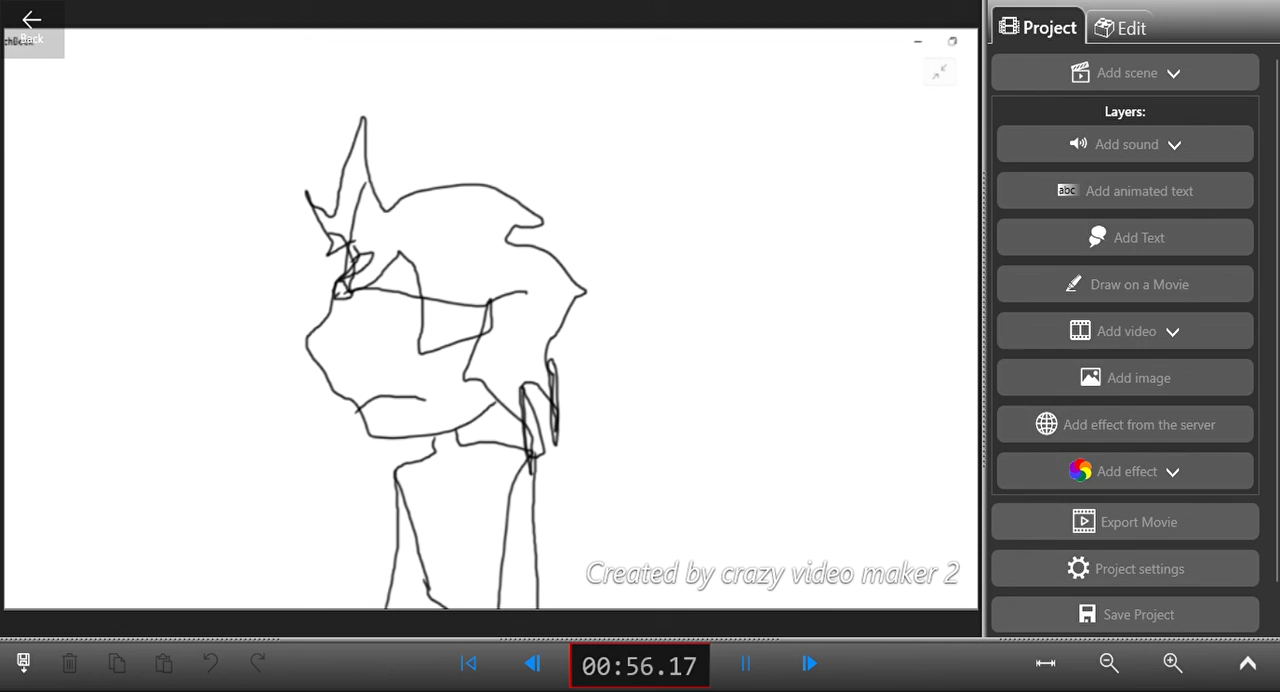 Back
Project
Edit
Add scene
Layers:
Add sound
abc Add animated text
Add Text
Draw on a Movie
Add video
Add image
Add effect from the server
Add effect
Export Movie
Project settings
Save Project
Created by crazy video maker 2
00:56.17